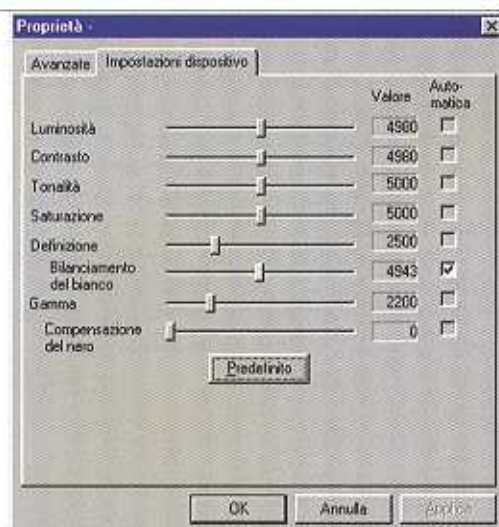 Proprietà -
Avanzate Impostazioni dispositivo
Valore Auto-
matica
Luminosità 4980
Contrasto 4980
Tonalità 5000
Saturazione 5000
Definizione 2500
Bilanciamento
del bianco 4943
Gamma 2200
Compensazione
del nero 0
Predefinito
OK Annulla Applica